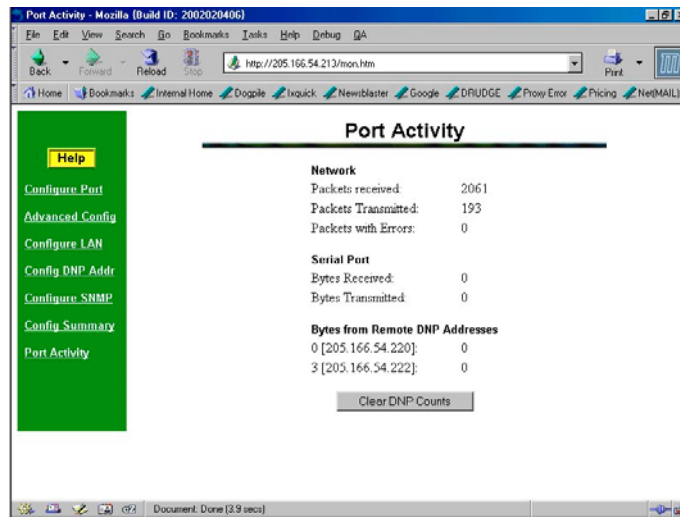 Port Activity - Mozilla {Build ID: 2002020406}
File Edit View Search Go Bookmarks Tasks Help Debug QA
Back Forward Reload Stop http://205.166.54.213/mon.htm Print
Home Bookmarks Internal Home Dogpile Ixquick Newsblaster Google DRUDGE Proxy Error Pricing Net(MAIL)
Port Activity
Help
Configure Port
Advanced Config
Configure LAN
Config DNP Addr
Configure SNMP
Config Summary
Port Activity
Network
Packets received: 2061
Packets Transmitted: 193
Packets with Errors: 0
Serial Port
Bytes Received: 0
Bytes Transmitted: 0
Bytes from Remote DNP Addresses
0 [205.166.54.220]: 0
3 [205.166.54.222]: 0
Clear DNP Counts
Document: Done (3.9 secs)